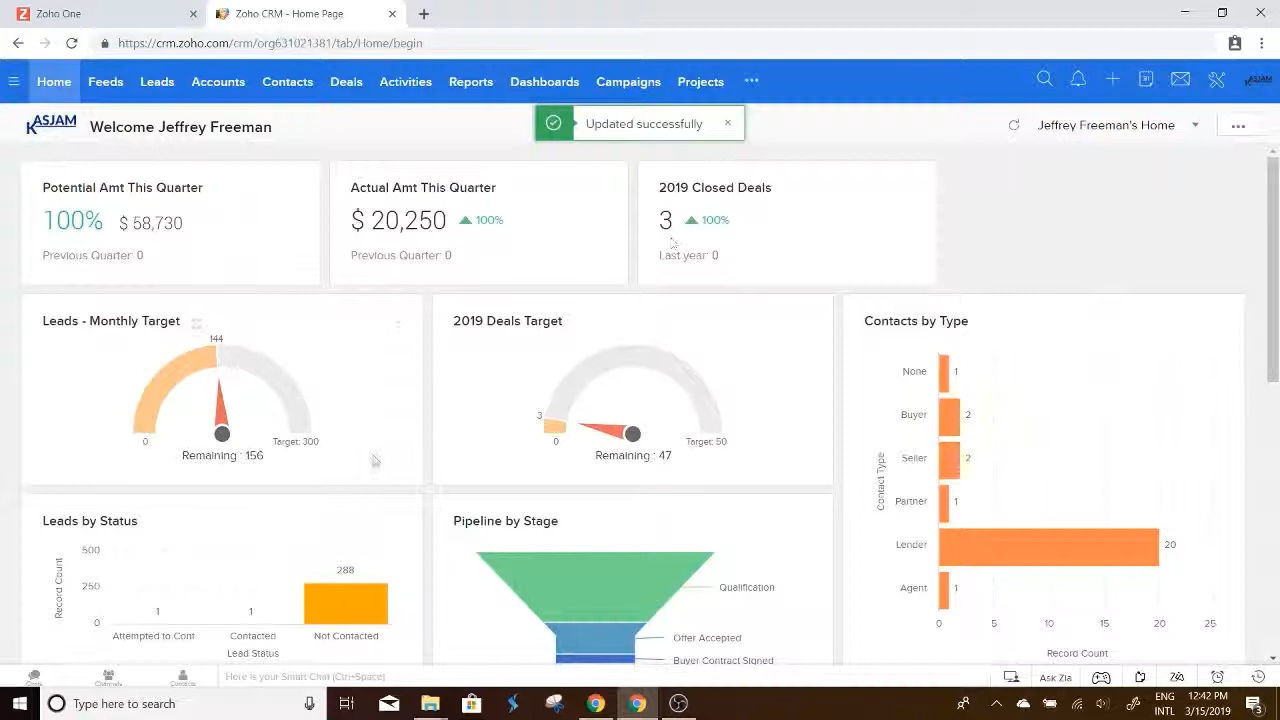 Zoho One
Zoho CRM - Home Page
https://crm.zoho.com/crm/org631021381/tab/Home/begin
Home Feeds Leads Accounts Contacts Deals Activities Reports Dashboards Campaigns Projects
KASJAM
KASJAM
Welcome Jeffrey Freeman
Updated successfully
Jeffrey Freeman's Home
Potential Amt This Quarter
100% $ 58,730
Previous Quarter: 0
Actual Amt This Quarter
$ 20,250 100%
Previous Quarter: 0
2019 Closed Deals
3 100%
Last year: 0
Leads - Monthly Target
144
0
Target: 300
Remaining : 156
2019 Deals Target
3
0
Target: 50
Remaining : 47
Contacts by Type
Contact Type
None 1
Buyer 2
Seller 2
Partner 1
Lender 20
Agent 1
0 5 10 15 20 25
Record Count
Leads by Status
Record Count
500
250
0
1 1 288
Attempted to Cont Contacted Not Contacted
Lead Status
Pipeline by Stage
Qualification
Offer Accepted
Buyer Contract Signed
Chats Channels Contacts
Here is your Smart Chat (Ctrl+Space)
Ask Zia
Type here to search
ENG
INTL
12:42 PM
3/15/2019
3